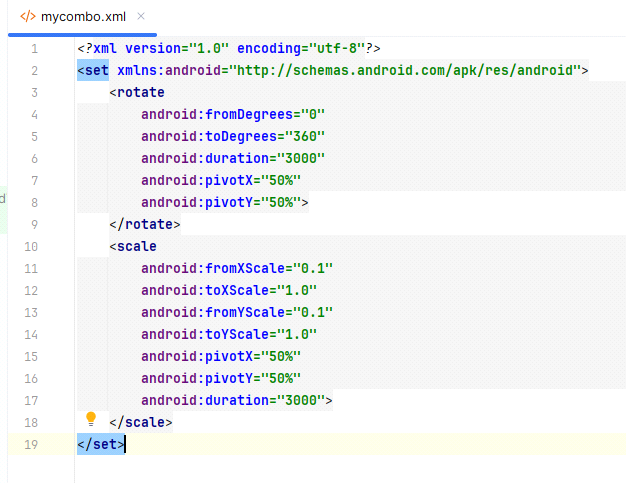 mycombo.xml
1 <?xml version="1.0" encoding="utf-8"?>
2 <set xmlns:android="http://schemas.android.com/apk/res/android">
3     <rotate
4         android:fromDegrees="0"
5         android:toDegrees="360"
6         android:duration="3000"
7         android:pivotX="50%"
8         android:pivotY="50%">
9     </rotate>
10     <scale
11         android:fromXScale="0.1"
12         android:toXScale="1.0"
13         android:fromYScale="0.1"
14         android:toYScale="1.0"
15         android:pivotX="50%"
16         android:pivotY="50%"
17         android:duration="3000">
18     </scale>
19 </set>